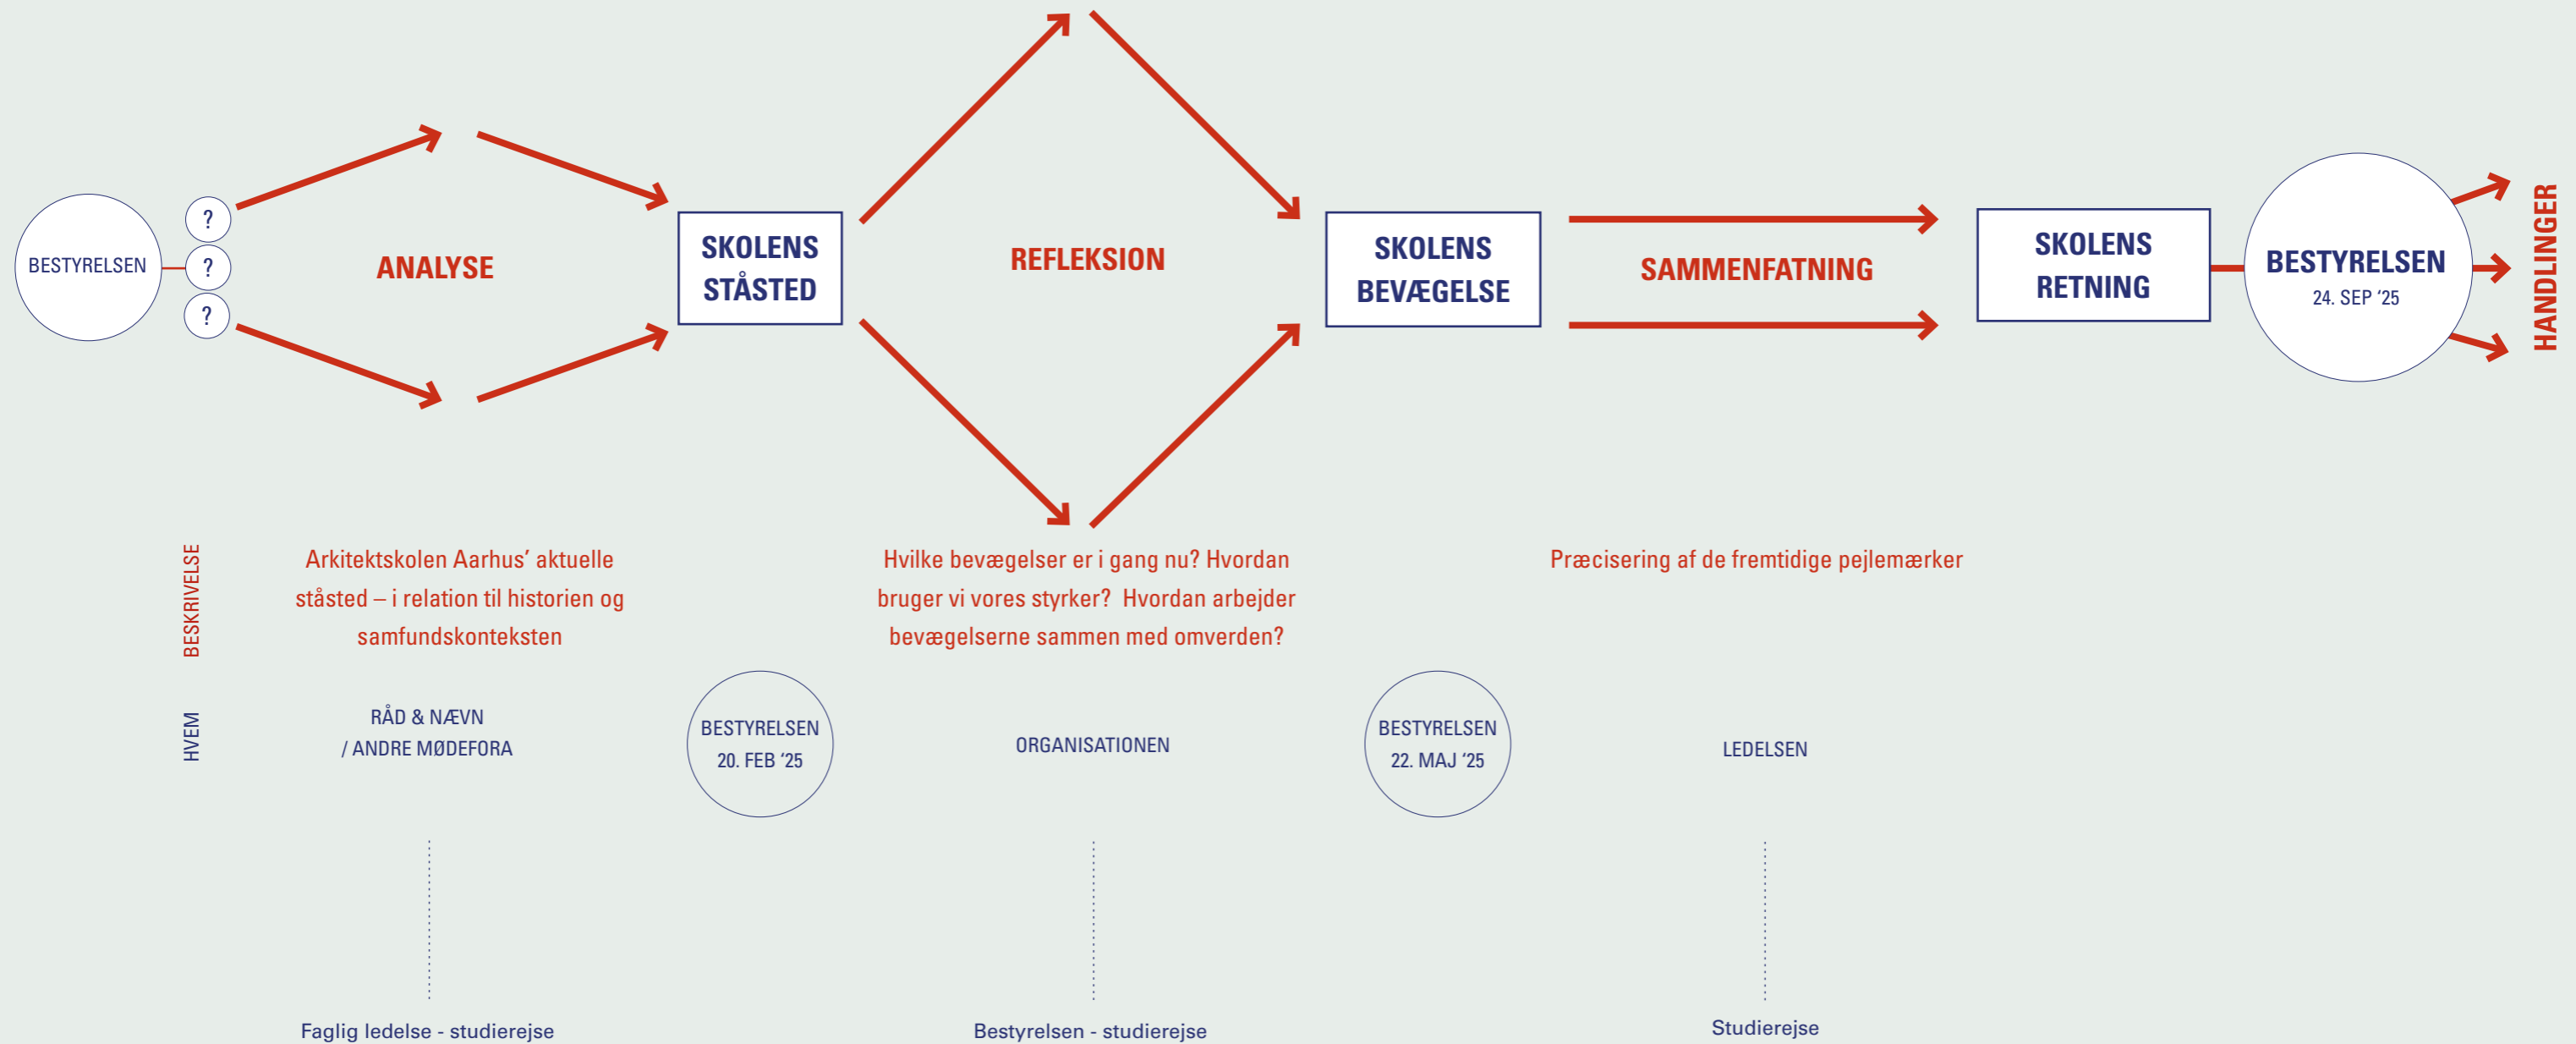 BESTYRELSEN
?
?
?
ANALYSE
SKOLENS
STÅSTED
REFLEKSION
SKOLENS
BEVÆGELSE
SAMMENFATNING
SKOLENS
RETNING
BESTYRELSEN
24. SEP ‘25
HANDLINGER
BESKRIVELSE
Arkitektskolen Aarhus’ aktuelle
ståsted – i relation til historien og
samfundskonteksten
Hvilke bevægelser er i gang nu? Hvordan
bruger vi vores styrker? Hvordan arbejder
bevægelserne sammen med omverden?
Præcisering af de fremtidige pejlemærker
HVEM
RÅD & NÆVN
/ ANDRE MØDEFORA
BESTYRELSEN
20. FEB ‘25
ORGANISATIONEN
BESTYRELSEN
22. MAJ ‘25
LEDELSEN
Faglig ledelse - studierejse
Bestyrelsen - studierejse
Studierejse